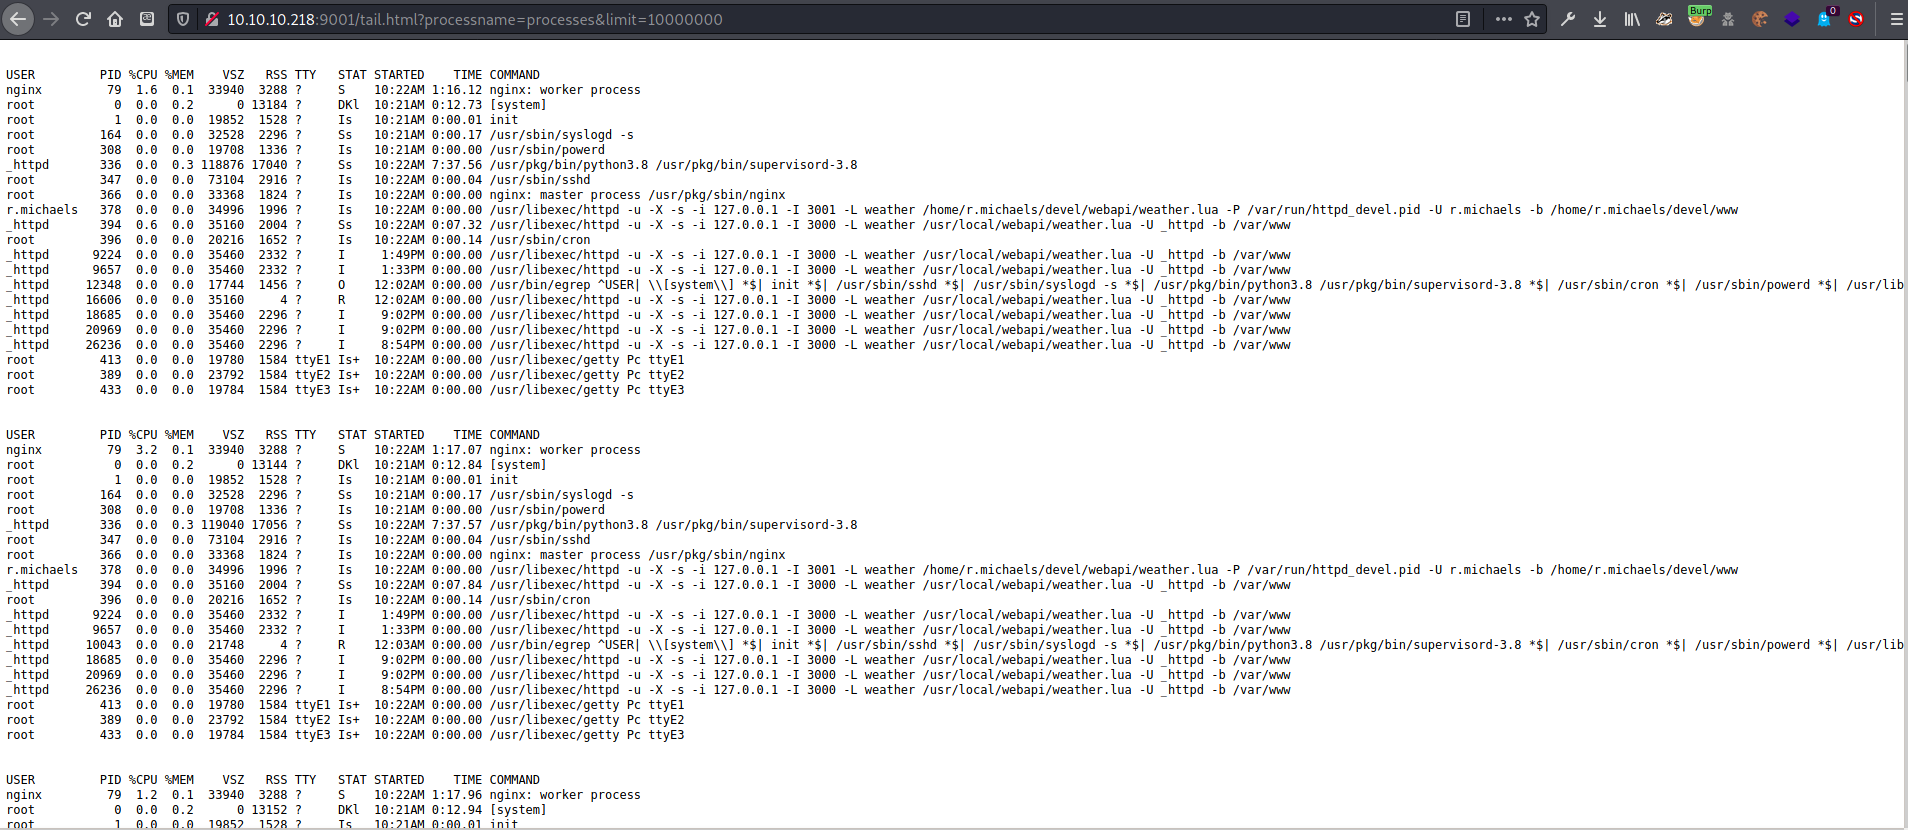 10.10.10.218:9001/tail.html?processname=processes&limit=10000000
Burp
0
USER PID %CPU %MEM VSZ RSS TTY STAT STARTED TIME COMMAND
nginx 79 1.6 0.1 33940 3288 ? S 10:22AM 1:16.12 nginx: worker process
root 0 0.0 0.2 0 13184 ? DKl 10:21AM 0:12.73 [system]
root 1 0.0 0.0 19852 1528 ? Is 10:21AM 0:00.01 init
root 164 0.0 0.0 32528 2296 ? Ss 10:21AM 0:00.17 /usr/sbin/syslogd -s
root 308 0.0 0.0 19708 1336 ? Is 10:21AM 0:00.00 /usr/sbin/powerd
_httpd 336 0.0 0.3 118876 17040 ? Ss 10:22AM 7:37.56 /usr/pkg/bin/python3.8 /usr/pkg/bin/supervisord-3.8
root 347 0.0 0.0 73104 2916 ? Is 10:22AM 0:00.04 /usr/sbin/sshd
root 366 0.0 0.0 33368 1824 ? Is 10:22AM 0:00.00 nginx: master process /usr/pkg/sbin/nginx
r.michaels 378 0.0 0.0 34996 1996 ? Is 10:22AM 0:00.00 /usr/libexec/httpd -u -X -s -i 127.0.0.1 -I 3001 -L weather /home/r.michaels/devel/webapi/weather.lua -P /var/run/httpd_devel.pid -U r.michaels -b /home/r.michaels/devel/www
_httpd 394 0.6 0.0 35160 2004 ? Ss 10:22AM 0:07.32 /usr/libexec/httpd -u -X -s -i 127.0.0.1 -I 3000 -L weather /usr/local/webapi/weather.lua -U _httpd -b /var/www
root 396 0.0 0.0 20216 1652 ? Is 10:22AM 0:00.14 /usr/sbin/cron
_httpd 9224 0.0 0.0 35460 2332 ? I 1:49PM 0:00.00 /usr/libexec/httpd -u -X -s -i 127.0.0.1 -I 3000 -L weather /usr/local/webapi/weather.lua -U _httpd -b /var/www
_httpd 9657 0.0 0.0 35460 2332 ? I 1:33PM 0:00.00 /usr/libexec/httpd -u -X -s -i 127.0.0.1 -I 3000 -L weather /usr/local/webapi/weather.lua -U _httpd -b /var/www
_httpd 12348 0.0 0.0 17744 1456 ? O 12:02AM 0:00.00 /usr/bin/egrep ^USER| \\[system\\] *$| init *$| /usr/sbin/sshd *$| /usr/sbin/syslogd -s *$| /usr/pkg/bin/python3.8 /usr/pkg/bin/supervisord-3.8 *$| /usr/sbin/cron *$| /usr/sbin/powerd *$| /usr/lib
_httpd 16606 0.0 0.0 35160 4 ? R 12:02AM 0:00.00 /usr/libexec/httpd -u -X -s -i 127.0.0.1 -I 3000 -L weather /usr/local/webapi/weather.lua -U _httpd -b /var/www
_httpd 18685 0.0 0.0 35460 2296 ? I 9:02PM 0:00.00 /usr/libexec/httpd -u -X -s -i 127.0.0.1 -I 3000 -L weather /usr/local/webapi/weather.lua -U _httpd -b /var/www
_httpd 20969 0.0 0.0 35460 2296 ? I 9:02PM 0:00.00 /usr/libexec/httpd -u -X -s -i 127.0.0.1 -I 3000 -L weather /usr/local/webapi/weather.lua -U _httpd -b /var/www
_httpd 26236 0.0 0.0 35460 2296 ? I 8:54PM 0:00.00 /usr/libexec/httpd -u -X -s -i 127.0.0.1 -I 3000 -L weather /usr/local/webapi/weather.lua -U _httpd -b /var/www
root 413 0.0 0.0 19780 1584 ttyE1 Is+ 10:22AM 0:00.00 /usr/libexec/getty Pc ttyE1
root 389 0.0 0.0 23792 1584 ttyE2 Is+ 10:22AM 0:00.00 /usr/libexec/getty Pc ttyE2
root 433 0.0 0.0 19784 1584 ttyE3 Is+ 10:22AM 0:00.00 /usr/libexec/getty Pc ttyE3
USER PID %CPU %MEM VSZ RSS TTY STAT STARTED TIME COMMAND
nginx 79 3.2 0.1 33940 3288 ? S 10:22AM 1:17.07 nginx: worker process
root 0 0.0 0.2 0 13144 ? DKl 10:21AM 0:12.84 [system]
root 1 0.0 0.0 19852 1528 ? Is 10:21AM 0:00.01 init
root 164 0.0 0.0 32528 2296 ? Ss 10:21AM 0:00.17 /usr/sbin/syslogd -s
root 308 0.0 0.0 19708 1336 ? Is 10:21AM 0:00.00 /usr/sbin/powerd
_httpd 336 0.0 0.3 119040 17056 ? Ss 10:22AM 7:37.57 /usr/pkg/bin/python3.8 /usr/pkg/bin/supervisord-3.8
root 347 0.0 0.0 73104 2916 ? Is 10:22AM 0:00.04 /usr/sbin/sshd
root 366 0.0 0.0 33368 1824 ? Is 10:22AM 0:00.00 nginx: master process /usr/pkg/sbin/nginx
r.michaels 378 0.0 0.0 34996 1996 ? Is 10:22AM 0:00.00 /usr/libexec/httpd -u -X -s -i 127.0.0.1 -I 3001 -L weather /home/r.michaels/devel/webapi/weather.lua -P /var/run/httpd_devel.pid -U r.michaels -b /home/r.michaels/devel/www
_httpd 394 0.0 0.0 35160 2004 ? Ss 10:22AM 0:07.84 /usr/libexec/httpd -u -X -s -i 127.0.0.1 -I 3000 -L weather /usr/local/webapi/weather.lua -U _httpd -b /var/www
root 396 0.0 0.0 20216 1652 ? Is 10:22AM 0:00.14 /usr/sbin/cron
_httpd 9224 0.0 0.0 35460 2332 ? I 1:49PM 0:00.00 /usr/libexec/httpd -u -X -s -i 127.0.0.1 -I 3000 -L weather /usr/local/webapi/weather.lua -U _httpd -b /var/www
_httpd 9657 0.0 0.0 35460 2332 ? I 1:33PM 0:00.00 /usr/libexec/httpd -u -X -s -i 127.0.0.1 -I 3000 -L weather /usr/local/webapi/weather.lua -U _httpd -b /var/www
_httpd 10043 0.0 0.0 21748 4 ? R 12:03AM 0:00.00 /usr/bin/egrep ^USER| \\[system\\] *$| init *$| /usr/sbin/sshd *$| /usr/sbin/syslogd -s *$| /usr/pkg/bin/python3.8 /usr/pkg/bin/supervisord-3.8 *$| /usr/sbin/cron *$| /usr/sbin/powerd *$| /usr/lib
_httpd 18685 0.0 0.0 35460 2296 ? I 9:02PM 0:00.00 /usr/libexec/httpd -u -X -s -i 127.0.0.1 -I 3000 -L weather /usr/local/webapi/weather.lua -U _httpd -b /var/www
_httpd 20969 0.0 0.0 35460 2296 ? I 9:02PM 0:00.00 /usr/libexec/httpd -u -X -s -i 127.0.0.1 -I 3000 -L weather /usr/local/webapi/weather.lua -U _httpd -b /var/www
_httpd 26236 0.0 0.0 35460 2296 ? I 8:54PM 0:00.00 /usr/libexec/httpd -u -X -s -i 127.0.0.1 -I 3000 -L weather /usr/local/webapi/weather.lua -U _httpd -b /var/www
root 413 0.0 0.0 19780 1584 ttyE1 Is+ 10:22AM 0:00.00 /usr/libexec/getty Pc ttyE1
root 389 0.0 0.0 23792 1584 ttyE2 Is+ 10:22AM 0:00.00 /usr/libexec/getty Pc ttyE2
root 433 0.0 0.0 19784 1584 ttyE3 Is+ 10:22AM 0:00.00 /usr/libexec/getty Pc ttyE3
USER PID %CPU %MEM VSZ RSS TTY STAT STARTED TIME COMMAND
nginx 79 1.2 0.1 33940 3288 ? S 10:22AM 1:17.96 nginx: worker process
root 0 0.0 0.2 0 13152 ? DKl 10:21AM 0:12.94 [system]
root 1 0.0 0.0 19852 1528 ? Is 10:21AM 0:00.01 init